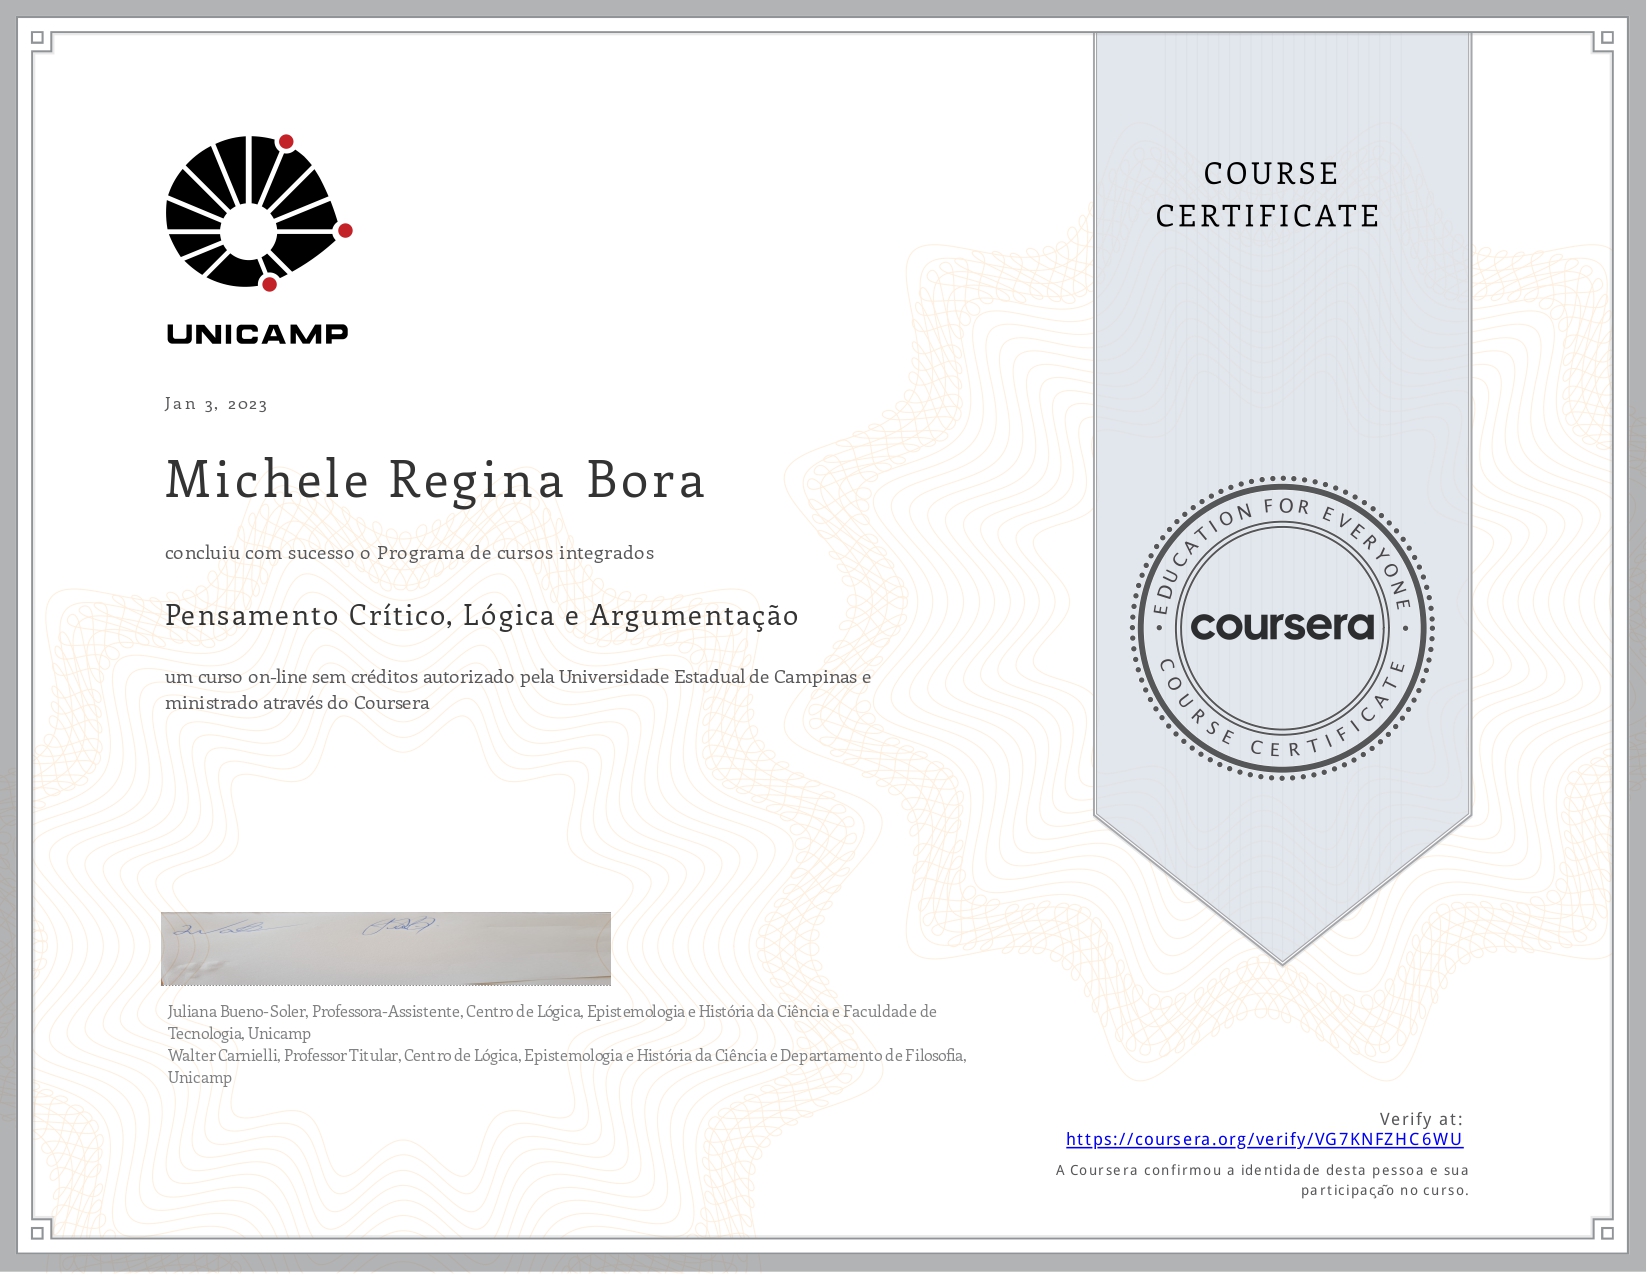 UNICAMP
Jan 3, 2023
Michele Regina Bora
concluiu com sucesso o Programa de cursos integrados
Pensamento Crítico, Lógica e Argumentação
um curso on-line sem créditos autorizado pela Universidade Estadual de Campinas e
ministrado através do Coursera
Juliana Bueno-Soler, Professora-Assistente, Centro de Lógica, Epistemologia e História da Ciência e Faculdade de
Tecnologia, Unicamp
Walter Carnielli, Professor Titular, Centro de Lógica, Epistemologia e História da Ciência e Departamento de Filosofia,
Unicamp
COURSE
CERTIFICATE
• EDUCATION FOR EVERYONE •
coursera
COURSE CERTIFICATE
Verify at:
https://coursera.org/verify/VG7KNFZHC6WU
A Coursera confirmou a identidade desta pessoa e sua
participação no curso.